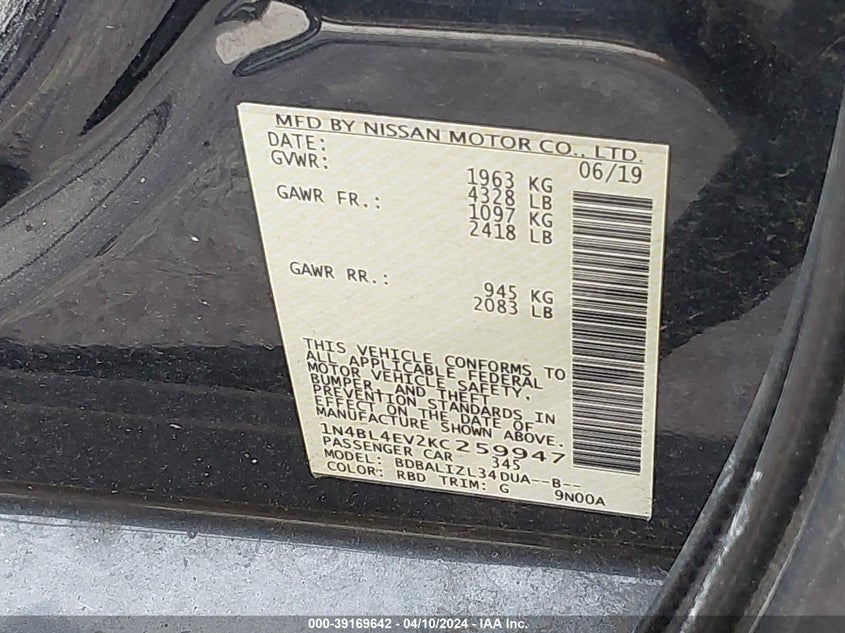 MFD BY NISSAN MOTOR CO., LTD.
DATE: 06/19
GVWR: 1963 KG
4328 LB
GAWR FR.: 1097 KG
2418 LB
GAWR RR.: 945 KG
2083 LB
THIS VEHICLE CONFORMS TO
ALL APPLICABLE FEDERAL
MOTOR VEHICLE SAFETY,
BUMPER, AND THEFT
PREVENTION STANDARDS IN
EFFECT ON THE DATE OF
MANUFACTURE SHOWN ABOVE.
1N4BL4EV2KC259947
PASSENGER CAR 345
MODEL: BDBALIZL34DUA--B--
COLOR: RBD TRIM: G 9N00A
000-39169642 - 04/10/2024 - IAA Inc.